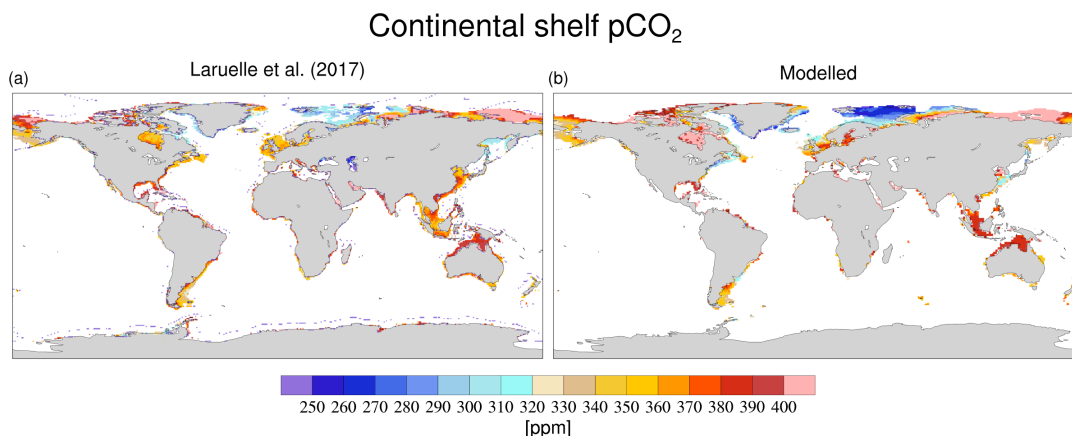 Continental shelf pCO₂
(a) Laruelle et al. (2017)
(b) Modelled
250 260 270 280 290 300 310 320 330 340 350 360 370 380 390 400
[ppm]